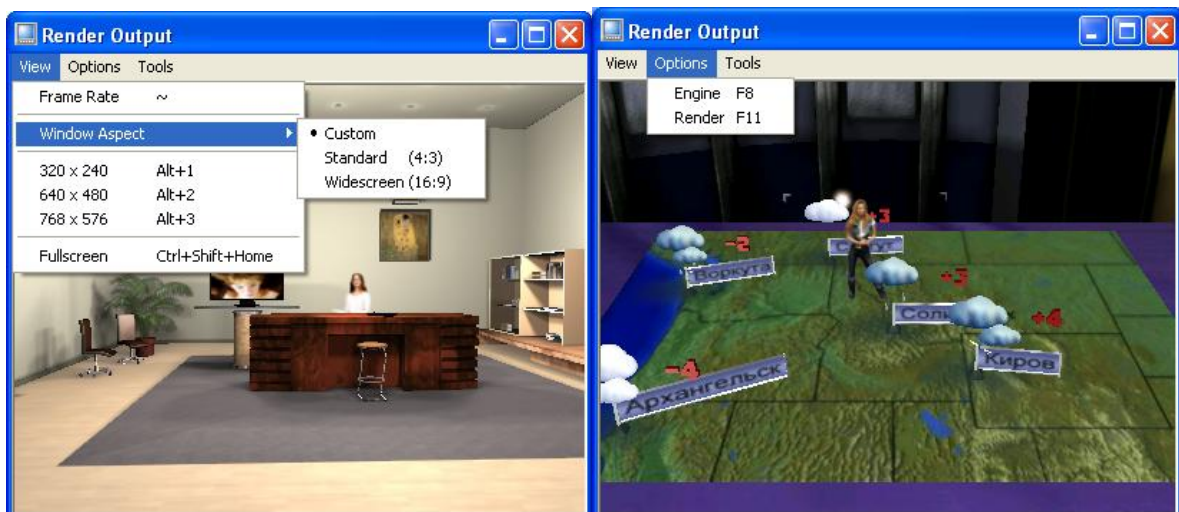 Render Output
View Options Tools
Frame Rate ~
Window Aspect
Custom
Standard (4:3)
Widescreen (16:9)
320 x 240 Alt+1
640 x 480 Alt+2
768 x 576 Alt+3
Fullscreen Ctrl+Shift+Home
Render Output
View Options Tools
Engine F8
Render F11
+3
-2
Воркута
+3
+4
Киров
-4
Архангельск